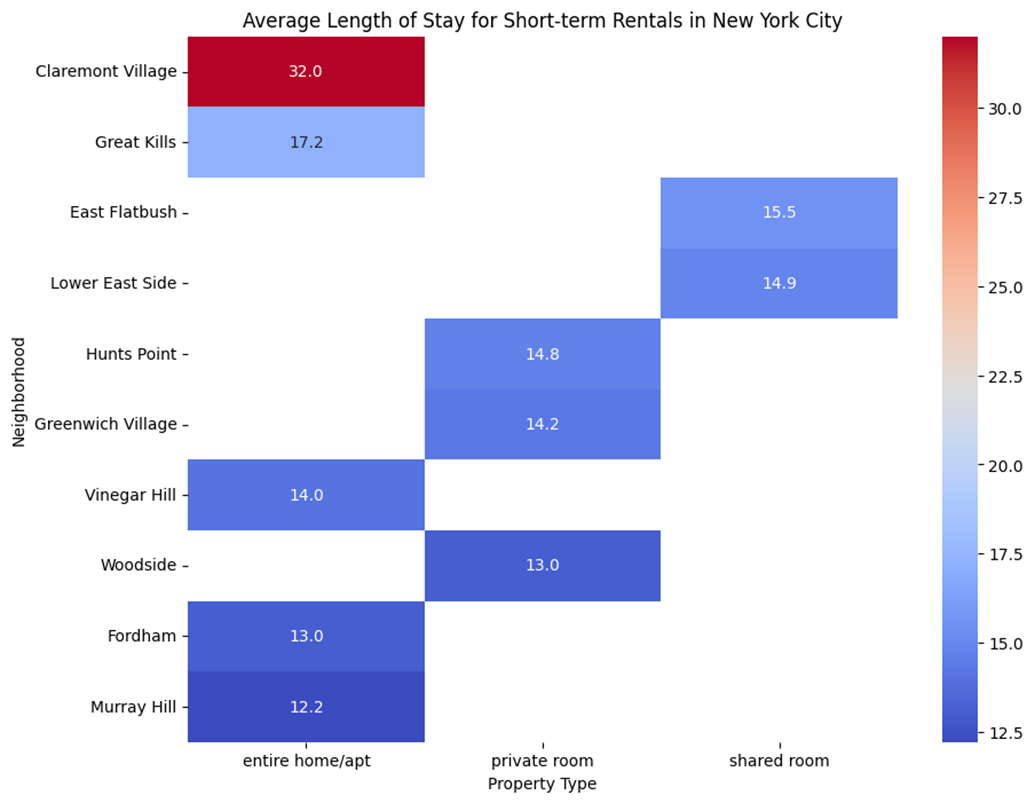 Average Length of Stay for Short-term Rentals in New York City
Claremont Village
32.0
30.0
Great Kills
17.2
27.5
East Flatbush
15.5
Lower East Side
14.9
25.0
Neighborhood
Hunts Point
14.8
22.5
Greenwich Village
14.2
20.0
Vinegar Hill
14.0
17.5
Woodside
13.0
Fordham
13.0
15.0
Murray Hill
12.2
12.5
entire home/apt private room shared room
Property Type